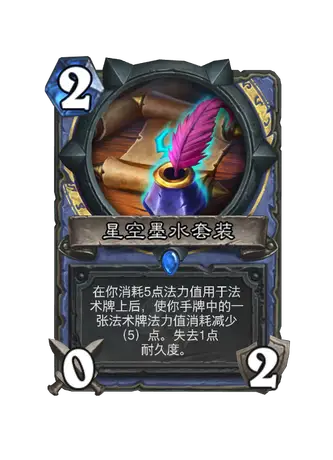 2
星空墨水套装
在你消耗5点法力值用于法
术牌上后，使你手牌中的一
张法术牌法力值消耗减少
（5）点。失去1点
耐久度。
0
2